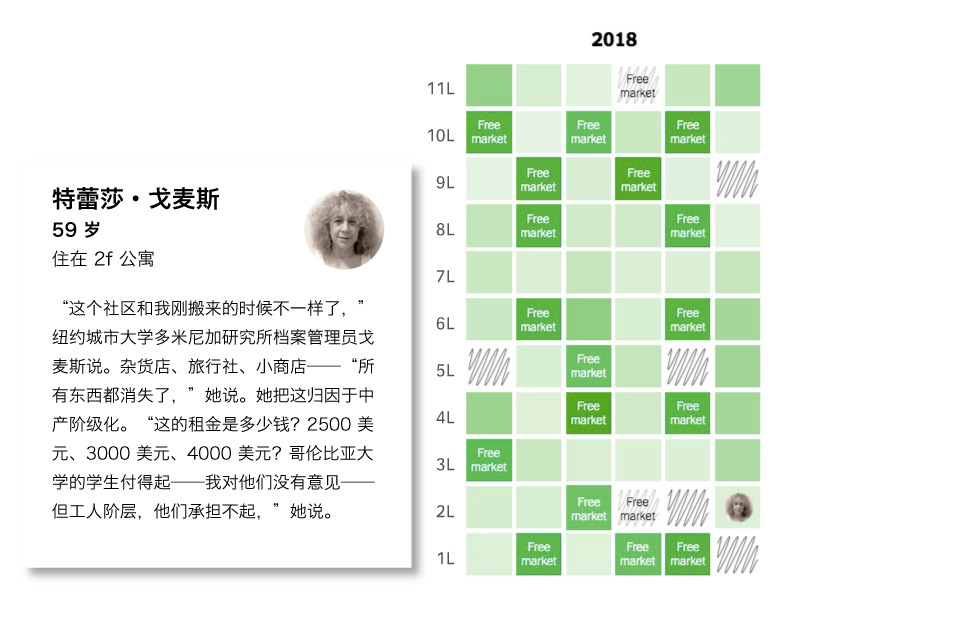 2018
11L
Free
market
10L
Free
market
Free
market
Free
market
9L
Free
market
Free
market
8L
Free
market
Free
market
7L
6L
Free
market
Free
market
5L
Free
market
4L
Free
market
Free
market
3L
Free
market
2L
Free
market
Free
market
1L
Free
market
Free
market
Free
market
特蕾莎·戈麦斯
59 岁
住在 2f 公寓
“这个社区和我刚搬来的时候不一样了，”
纽约城市大学多米尼加研究所档案管理员戈
麦斯说。杂货店、旅行社、小商店——“所
有东西都消失了，”她说。她把这归因于中
产阶级化。“这的租金是多少钱？2500 美
元、3000 美元、4000 美元？哥伦比亚大
学的学生付得起——我对他们没有意见——
但工人阶层，他们承担不起，”她说。